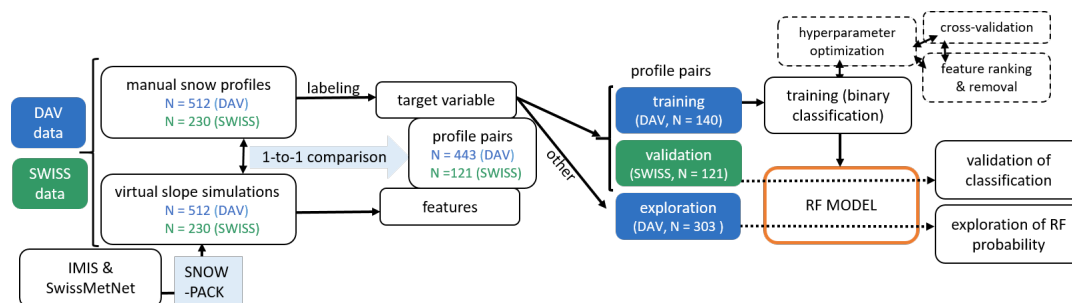 DAV
data
SWISS
data
manual snow profiles
N = 512 (DAV)
N = 230 (SWISS)
virtual slope simulations
N = 512 (DAV)
N = 230 (SWISS)
IMIS &
SwissMetNet
SNOW
-PACK
labeling
1-to-1 comparison
target variable
profile pairs
N = 443 (DAV)
N =121 (SWISS)
features
other
profile pairs
training
(DAV, N = 140)
validation
(SWISS, N = 121)
exploration
(DAV, N = 303 )
hyperparameter
optimization
cross-validation
feature ranking
& removal
training (binary
classification)
RF MODEL
validation of
classification
exploration of RF
probability